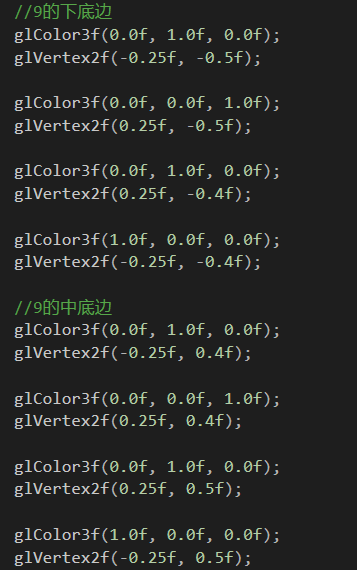 //9的下底边
glColor3f(0.0f, 1.0f, 0.0f);
glVertex2f(-0.25f, -0.5f);
glColor3f(0.0f, 0.0f, 1.0f);
glVertex2f(0.25f, -0.5f);
glColor3f(0.0f, 1.0f, 0.0f);
glVertex2f(0.25f, -0.4f);
glColor3f(1.0f, 0.0f, 0.0f);
glVertex2f(-0.25f, -0.4f);
//9的中底边
glColor3f(0.0f, 1.0f, 0.0f);
glVertex2f(-0.25f, 0.4f);
glColor3f(0.0f, 0.0f, 1.0f);
glVertex2f(0.25f, 0.4f);
glColor3f(0.0f, 1.0f, 0.0f);
glVertex2f(0.25f, 0.5f);
glColor3f(1.0f, 0.0f, 0.0f);
glVertex2f(-0.25f, 0.5f);